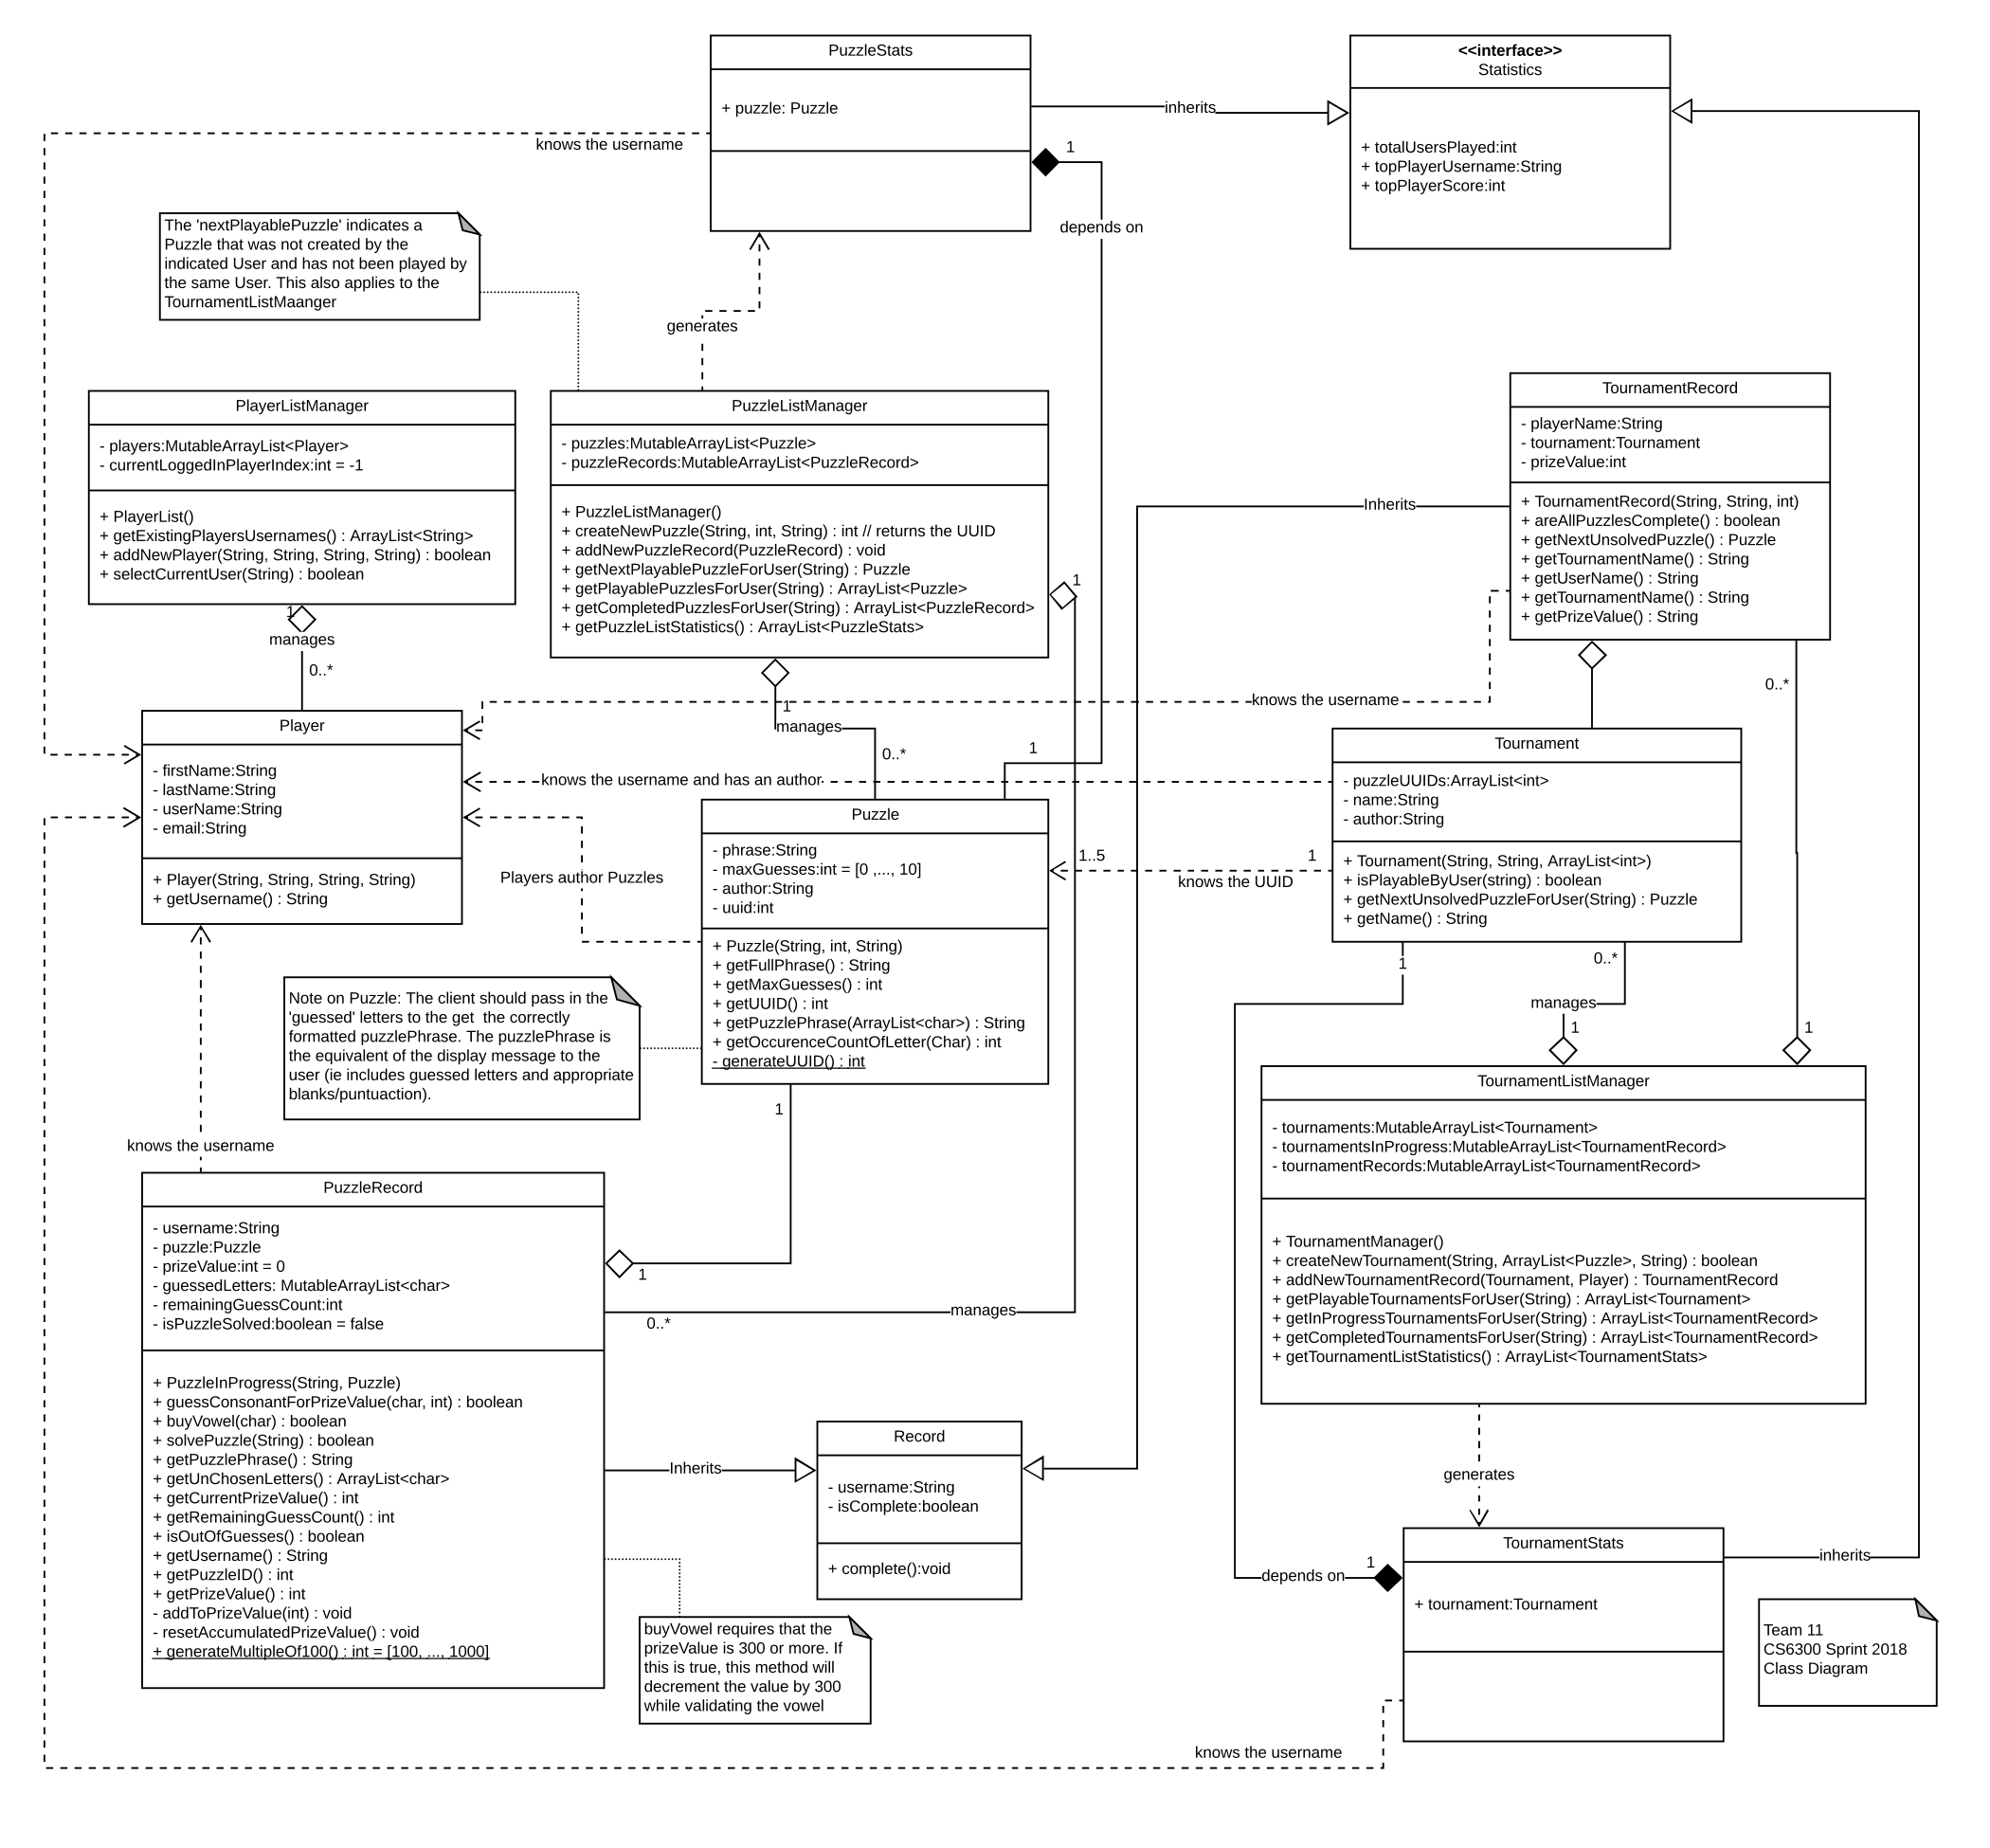 PuzzleStats
+ puzzle: Puzzle
<<interface>>
Statistics
+ totalUsersPlayed:int
+ topPlayerUsername:String
+ topPlayerScore:int
inherits
knows the username
1
depends on
The 'nextPlayablePuzzle' indicates a
Puzzle that was not created by the
indicated User and has not been played by
the same User. This also applies to the
TournamentListMaanger
generates
PlayerListManager
- players:MutableArrayList<Player>
- currentLoggedInPlayerIndex:int = -1
+ PlayerList()
+ getExistingPlayersUsernames() : ArrayList<String>
+ addNewPlayer(String, String, String, String) : boolean
+ selectCurrentUser(String) : boolean
1
manages
0..*
PuzzleListManager
- puzzles:MutableArrayList<Puzzle>
- puzzleRecords:MutableArrayList<PuzzleRecord>
+ PuzzleListManager()
+ createNewPuzzle(String, int, String) : int // returns the UUID
+ addNewPuzzleRecord(PuzzleRecord) : void
+ getNextPlayablePuzzleForUser(String) : Puzzle
+ getPlayablePuzzlesForUser(String) : ArrayList<Puzzle>
+ getCompletedPuzzlesForUser(String) : ArrayList<PuzzleRecord>
+ getPuzzleListStatistics() : ArrayList<PuzzleStats>
1
1
manages
0..*
1
TournamentRecord
- playerName:String
- tournament:Tournament
- prizeValue:int
+ TournamentRecord(String, String, int)
+ areAllPuzzlesComplete() : boolean
+ getNextUnsolvedPuzzle() : Puzzle
+ getTournamentName() : String
+ getUserName() : String
+ getTournamentName() : String
+ getPrizeValue() : String
Inherits
0..*
knows the username
Player
- firstName:String
- lastName:String
- userName:String
- email:String
+ Player(String, String, String, String)
+ getUsername() : String
knows the username and has an author
Players author Puzzles
Puzzle
- phrase:String
- maxGuesses:int = [0 ,..., 10]
- author:String
- uuid:int
+ Puzzle(String, int, String)
+ getFullPhrase() : String
+ getMaxGuesses() : int
+ getUUID() : int
+ getPuzzlePhrase(ArrayList<char>) : String
+ getOccurenceCountOfLetter(Char) : int
- generateUUID() : int
1..5
1
knows the UUID
Tournament
- puzzleUUIDs:ArrayList<int>
- name:String
- author:String
+ Tournament(String, String, ArrayList<int>)
+ isPlayableByUser(string) : boolean
+ getNextUnsolvedPuzzleForUser(String) : Puzzle
+ getName() : String
1
0..*
manages
1
1
Note on Puzzle: The client should pass in the
'guessed' letters to the get  the correctly
formatted puzzlePhrase. The puzzlePhrase is
the equivalent of the display message to the
user (ie includes guessed letters and appropriate
blanks/puntuaction).
1
knows the username
TournamentListManager
- tournaments:MutableArrayList<Tournament>
- tournamentsInProgress:MutableArrayList<TournamentRecord>
- tournamentRecords:MutableArrayList<TournamentRecord>
+ TournamentManager()
+ createNewTournament(String, ArrayList<Puzzle>, String) : boolean
+ addNewTournamentRecord(Tournament, Player) : TournamentRecord
+ getPlayableTournamentsForUser(String) : ArrayList<Tournament>
+ getInProgressTournamentsForUser(String) : ArrayList<TournamentRecord>
+ getCompletedTournamentsForUser(String) : ArrayList<TournamentRecord>
+ getTournamentListStatistics() : ArrayList<TournamentStats>
PuzzleRecord
- username:String
- puzzle:Puzzle
- prizeValue:int = 0
- guessedLetters: MutableArrayList<char>
- remainingGuessCount:int
- isPuzzleSolved:boolean = false
+ PuzzleInProgress(String, Puzzle)
+ guessConsonantForPrizeValue(char, int) : boolean
+ buyVowel(char) : boolean
+ solvePuzzle(String) : boolean
+ getPuzzlePhrase() : String
+ getUnChosenLetters() : ArrayList<char>
+ getCurrentPrizeValue() : int
+ getRemainingGuessCount() : int
+ isOutOfGuesses() : boolean
+ getUsername() : String
+ getPuzzleID() : int
+ getPrizeValue() : int
- addToPrizeValue(int) : void
- resetAccumulatedPrizeValue() : void
+ generateMultipleOf100() : int = [100, ..., 1000]
1
manages
0..*
Inherits
Record
- username:String
- isComplete:boolean
+ complete():void
generates
buyVowel requires that the
prizeValue is 300 or more. If
this is true, this method will
decrement the value by 300
while validating the vowel
TournamentStats
+ tournament:Tournament
1
depends on
inherits
Team 11
CS6300 Sprint 2018
Class Diagram
knows the username